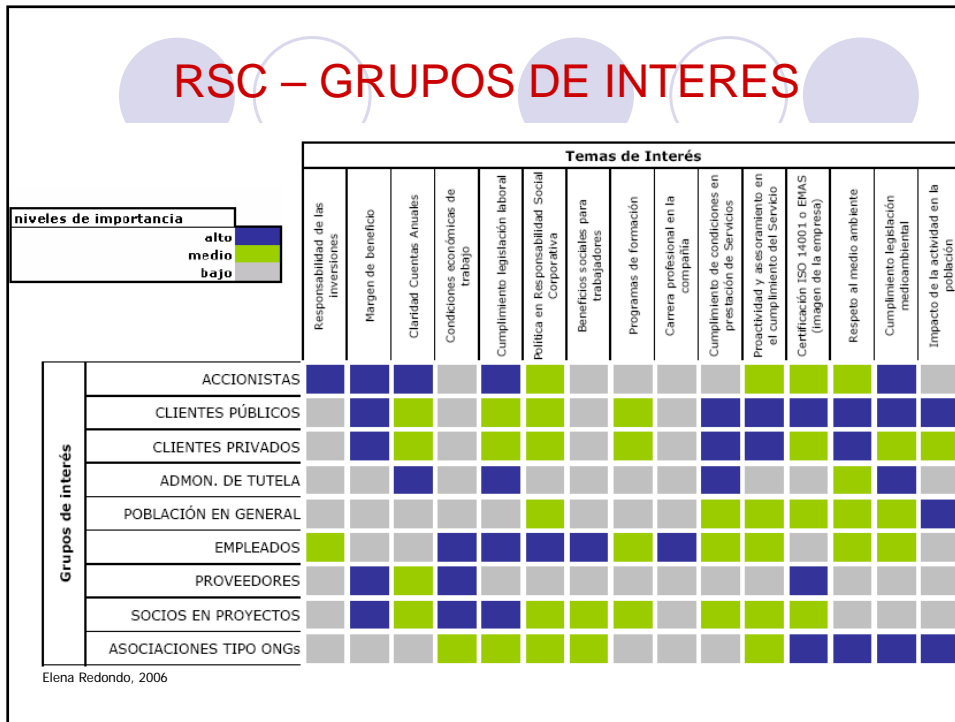 RSC – GRUPOS DE INTERES
Temas de Interés
niveles de importancia
alto
medio
bajo
Responsabilidad de las
inversiones
Margen de beneficio
Claridad Cuentas Anuales
Condiciones económicas de
trabajo
Cumplimiento legislación laboral
Política en Responsabilidad Social
Corporativa
Beneficios sociales para
trabajadores
Programas de formación
Carrera profesional en la
compañía
Cumplimiento de condiciones en
prestación de Servicios
Proactividad y asesoramiento en
el cumplimiento del Servicio
Certificación ISO 14001 o EMAS
(imagen de la empresa)
Respeto al medio ambiente
Cumplimiento legislación
medioambiental
Impacto de la actividad en la
población
Grupos de interés
ACCIONISTAS
CLIENTES PÚBLICOS
CLIENTES PRIVADOS
ADMON. DE TUTELA
POBLACIÓN EN GENERAL
EMPLEADOS
PROVEEDORES
SOCIOS EN PROYECTOS
ASOCIACIONES TIPO ONGs
Elena Redondo, 2006